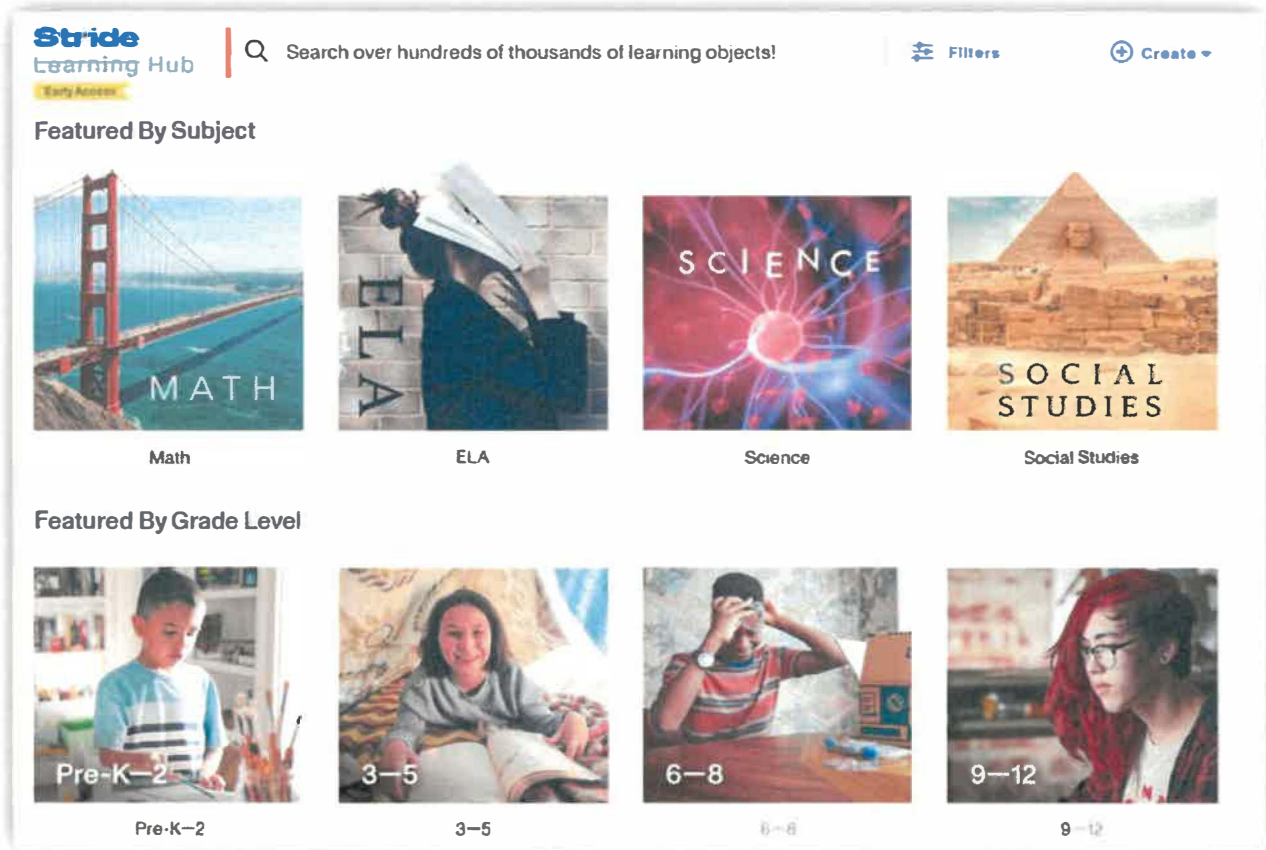 Stride
Learning Hub
Search over hundreds of thousands of learning objects!
Filters
Create
Early Access
Featured By Subject
MATH
ELA
SCIENCE
SOCIAL
STUDIES
Math
ELA
Science
Social Studies
Featured By Grade Level
Pre-K—2
3—5
6—8
9—12
Pre-K—2
3—5
6—8
9—12